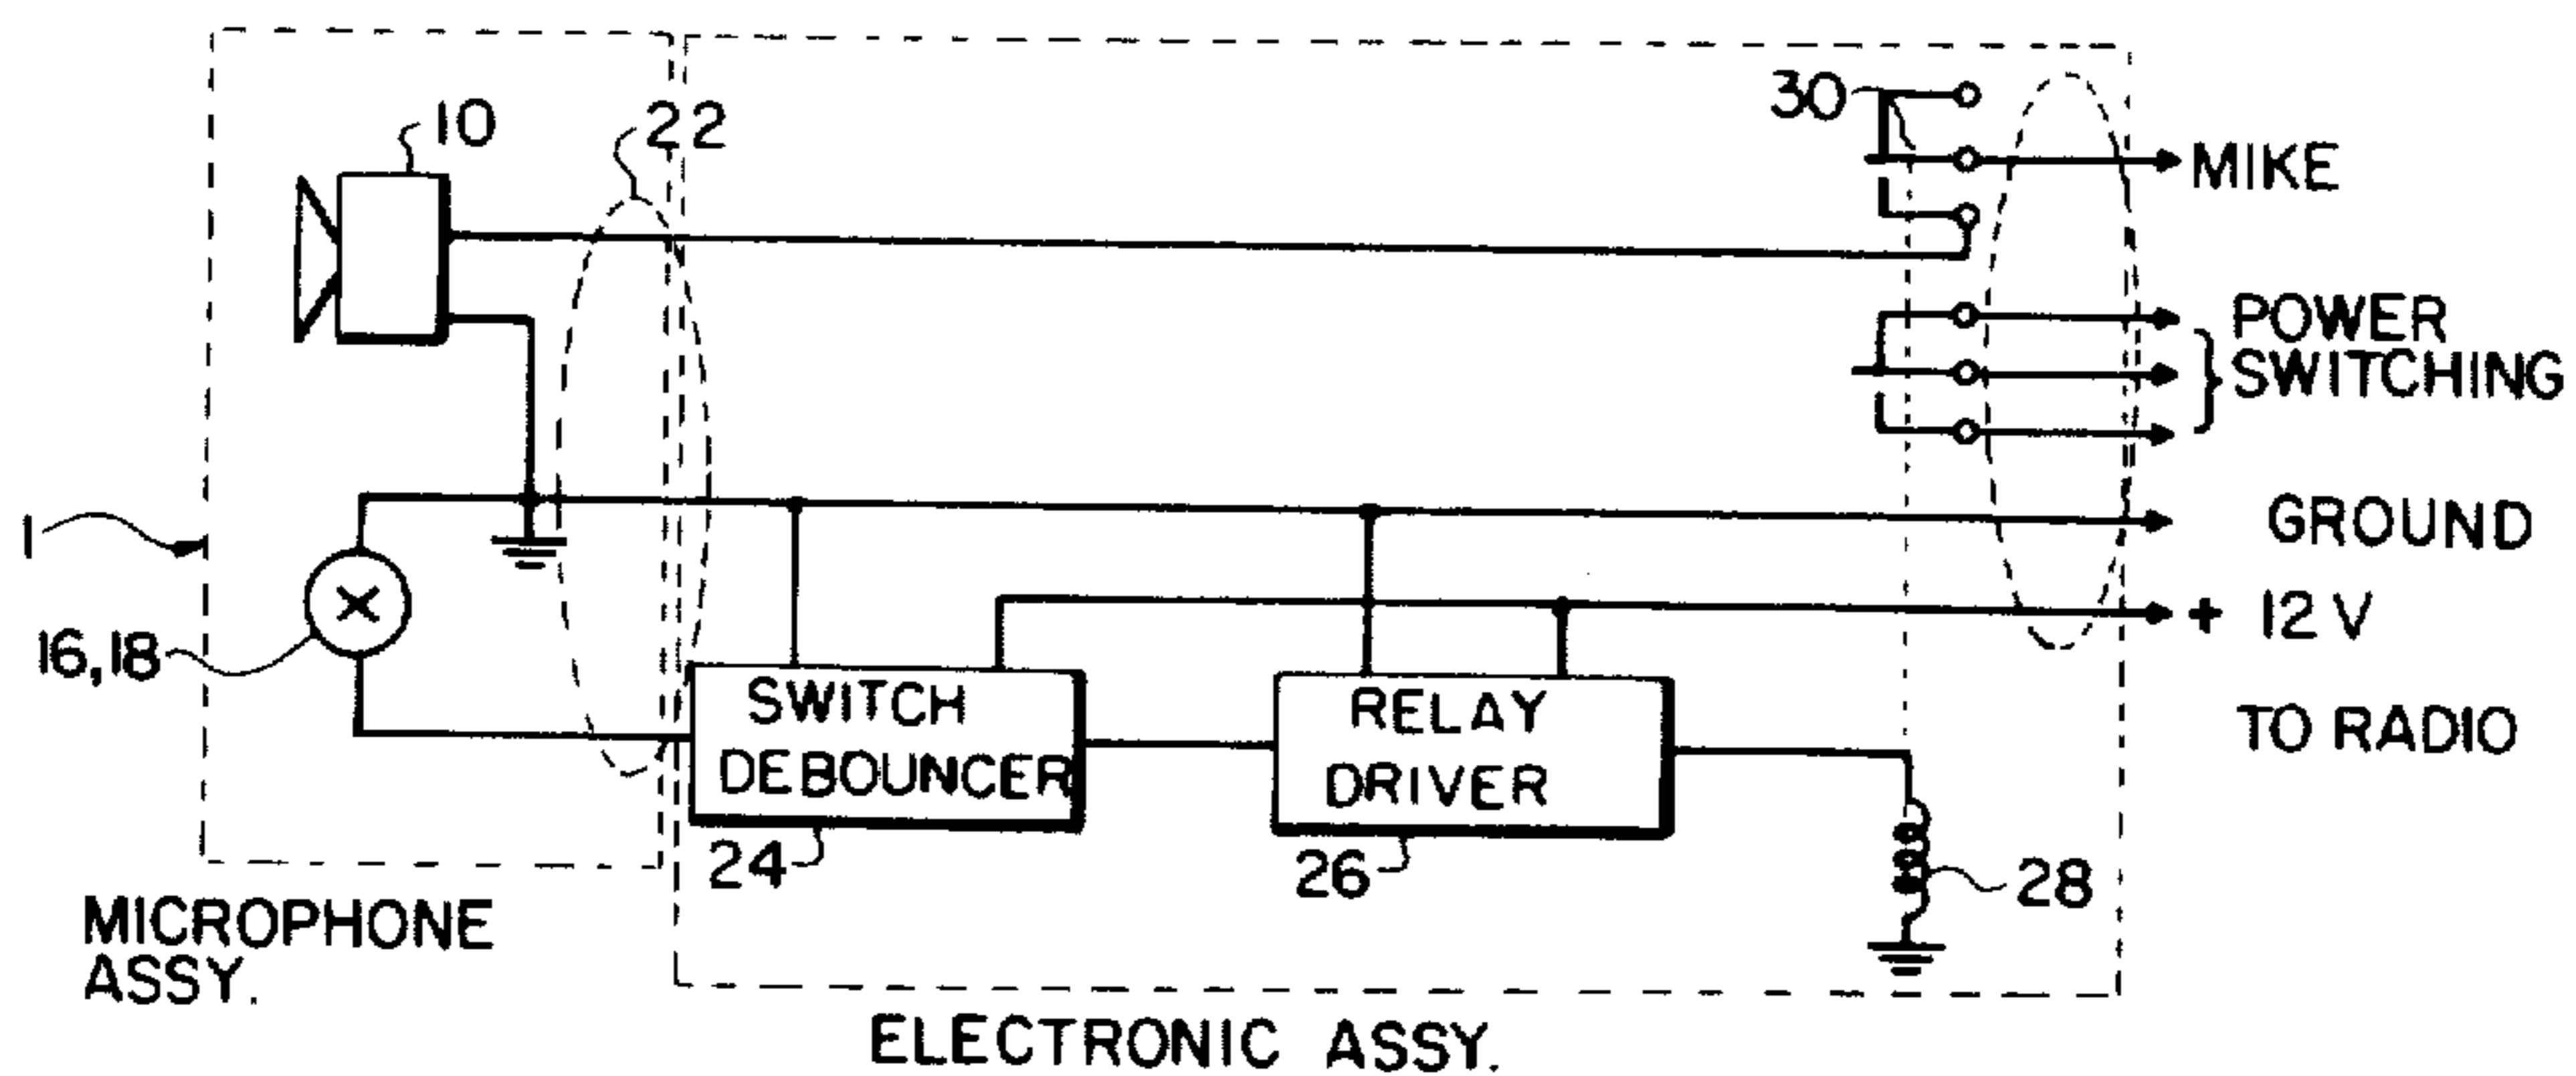 10
22
30
MIKE
POWER
SWITCHING
1
GROUND
16,18
+ 12 V
SWITCH
DEBOUNCER
RELAY
DRIVER
TO RADIO
24
26
28
MICROPHONE
ASSY.
ELECTRONIC ASSY.